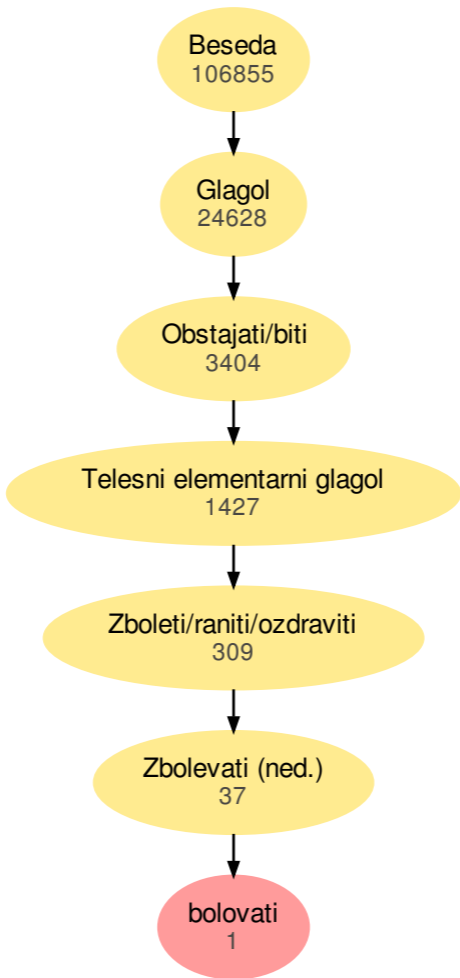 Beseda
106855
Glagol
24628
Obstajati/biti
3404
Telesni elementarni glagol
1427
Zboleti/raniti/ozdraviti
309
Zbolevati (ned.)
37
bolovati
1